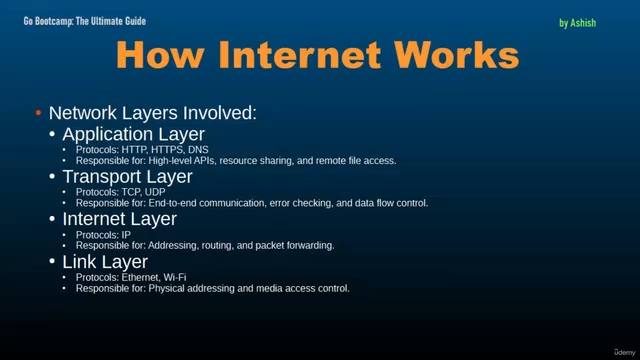 Go Bootcamp: The Ultimate Guide
by Ashish
How Internet Works
• Network Layers Involved:
• Application Layer
• Protocols: HTTP, HTTPS, DNS
• Responsible for: High-level APIs, resource sharing, and remote file access.
• Transport Layer
• Protocols: TCP, UDP
• Responsible for: End-to-end communication, error checking, and data flow control.
• Internet Layer
• Protocols: IP
• Responsible for: Addressing, routing, and packet forwarding.
• Link Layer
• Protocols: Ethernet, Wi-Fi
• Responsible for: Physical addressing and media access control.
Udemy